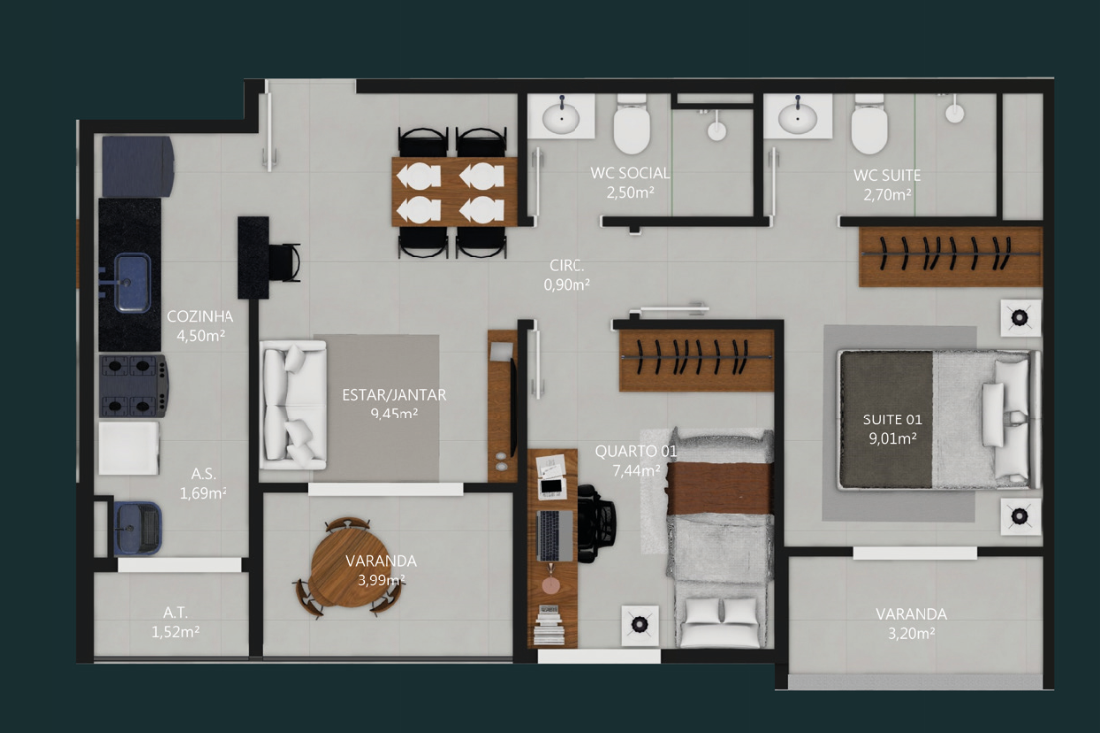 WC SOCIAL
2,50m²
WC SUITE
2,70m²
CIRC.
0,90m²
COZINHA
4,50m²
ESTAR/JANTAR
9,45m²
SUITE 01
9,01m²
QUARTO 01
7,44m²
A.S.
1,69m²
VARANDA
3,99m²
A.T.
1,52m²
VARANDA
3,20m²